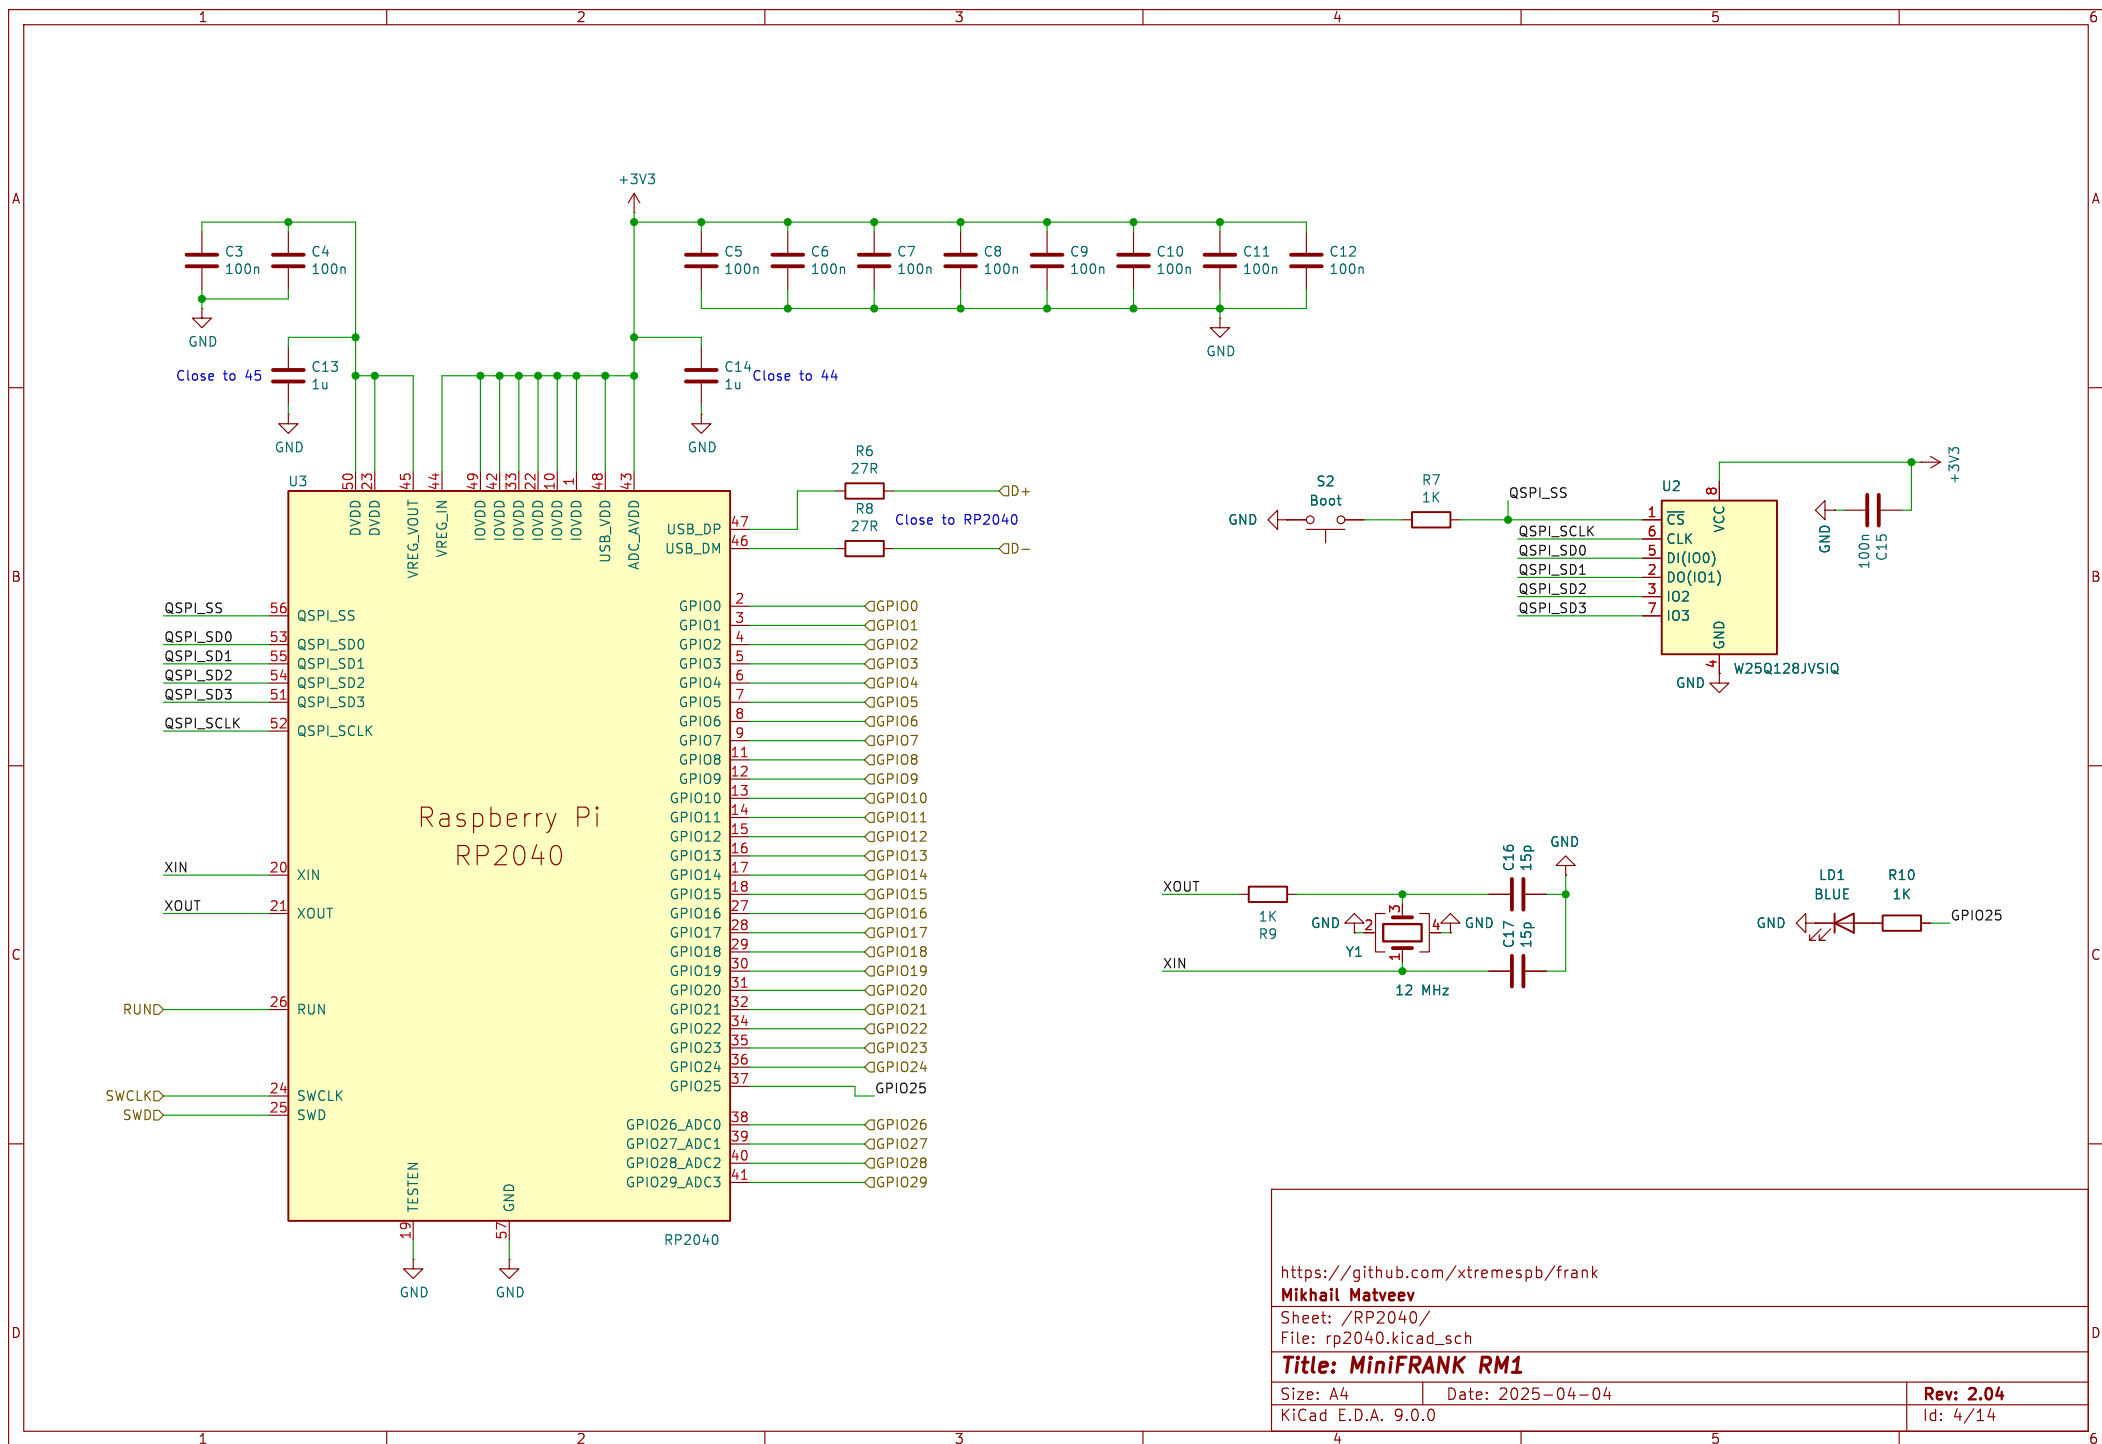 1 2 3 4 5 6
A A
B B
C C
D D
+3V3
C3
100n
C4
100n
GND
C5
100n
C6
100n
C7
100n
C8
100n
C9
100n
C10
100n
C11
100n
C12
100n
GND
Close to 45
C13
1u
GND
C14
1u
Close to 44
GND
U3
50 23 45 44 49 42 33 22 10 1 48 43
DVDD
DVDD
VREG_VOUT
VREG_IN
IOVDD
IOVDD
IOVDD
IOVDD
IOVDD
IOVDD
USB_VDD
ADC_AVDD
R6
27R
D+
R8
27R
Close to RP2040
D-
USB_DP 47
USB_DM 46
QSPI_SS 56 QSPI_SS
QSPI_SD0 53 QSPI_SD0
QSPI_SD1 55 QSPI_SD1
QSPI_SD2 54 QSPI_SD2
QSPI_SD3 51 QSPI_SD3
QSPI_SCLK 52 QSPI_SCLK
XIN 20 XIN
XOUT 21 XOUT
RUN 26 RUN
SWCLK 24 SWCLK
SWD 25 SWD
Raspberry Pi
RP2040
GPIO0 2 GPIO0
GPIO1 3 GPIO1
GPIO2 4 GPIO2
GPIO3 5 GPIO3
GPIO4 6 GPIO4
GPIO5 7 GPIO5
GPIO6 8 GPIO6
GPIO7 9 GPIO7
GPIO8 11 GPIO8
GPIO9 12 GPIO9
GPIO10 13 GPIO10
GPIO11 14 GPIO11
GPIO12 15 GPIO12
GPIO13 16 GPIO13
GPIO14 17 GPIO14
GPIO15 18 GPIO15
GPIO16 27 GPIO16
GPIO17 28 GPIO17
GPIO18 29 GPIO18
GPIO19 30 GPIO19
GPIO20 31 GPIO20
GPIO21 32 GPIO21
GPIO22 34 GPIO22
GPIO23 35 GPIO23
GPIO24 36 GPIO24
GPIO25 37 GPIO25
GPIO26_ADC0 38 GPIO26
GPIO27_ADC1 39 GPIO27
GPIO28_ADC2 40 GPIO28
GPIO29_ADC3 41 GPIO29
TESTEN
GND
19 57
RP2040
GND GND
S2
Boot
GND
R7
1K
QSPI_SS
QSPI_SCLK
QSPI_SD0
QSPI_SD1
QSPI_SD2
QSPI_SD3
U2
1 CS
6 CLK
5 DI(IO0)
2 DO(IO1)
3 IO2
7 IO3
8
VCC
GND
4
W25Q128JVSIQ
GND
+3V3
GND
100n
C15
XOUT
1K
R9
XIN
GND
2
3
4
1
GND
Y1
12 MHz
C16
15p
C17
15p
GND
LD1
BLUE
R10
1K
GND
GPIO25
https://github.com/xtremespb/frank
Mikhail Matveev
Sheet: /RP2040/
File: rp2040.kicad_sch
Title: MiniFRANK RM1
Size: A4 Date: 2025-04-04 Rev: 2.04
KiCad E.D.A. 9.0.0 Id: 4/14
1 2 3 4 5 6